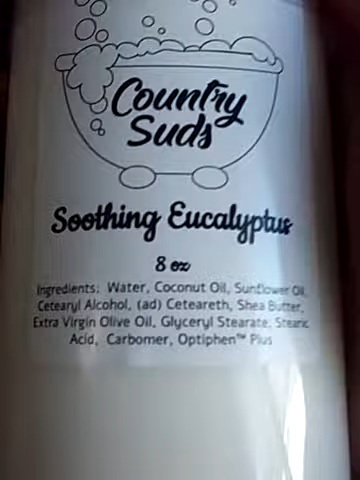 Country
Suds
Soothing Eucalyptus
8 oz
Ingredients: Water, Coconut Oil, Sunflower Oil,
Cetearyl Alcohol, (ad) Ceteareth, Shea Butter,
Extra Virgin Olive Oil, Glyceryl Stearate, Stearic
Acid, Carbomer, Optiphen™ Plus